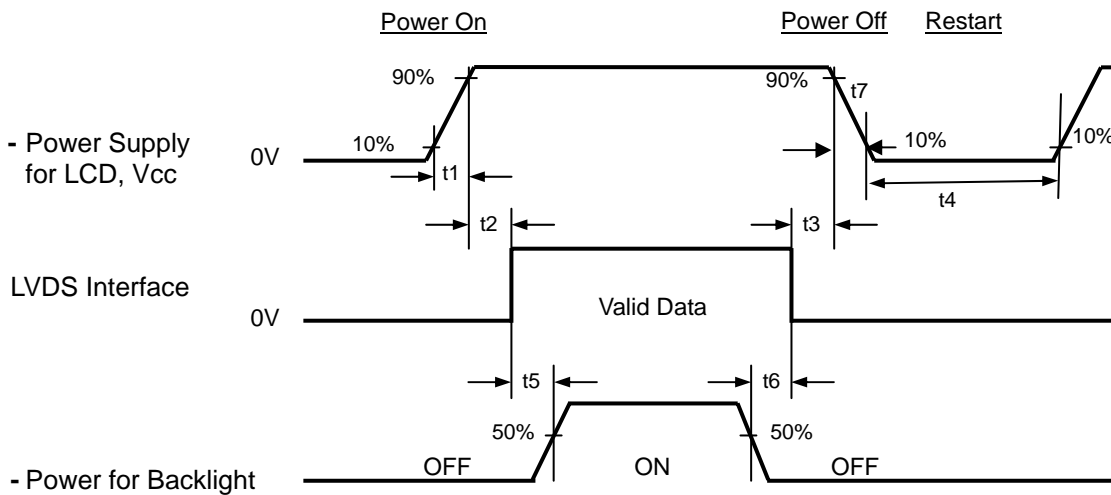 Power On
Power Off Restart
90%
90%
t7
- Power Supply
for LCD, Vcc
0V
10%
10%
10%
t1
t4
t2
t3
LVDS Interface
Valid Data
0V
t5
t6
50%
50%
- Power for Backlight
OFF
ON
OFF